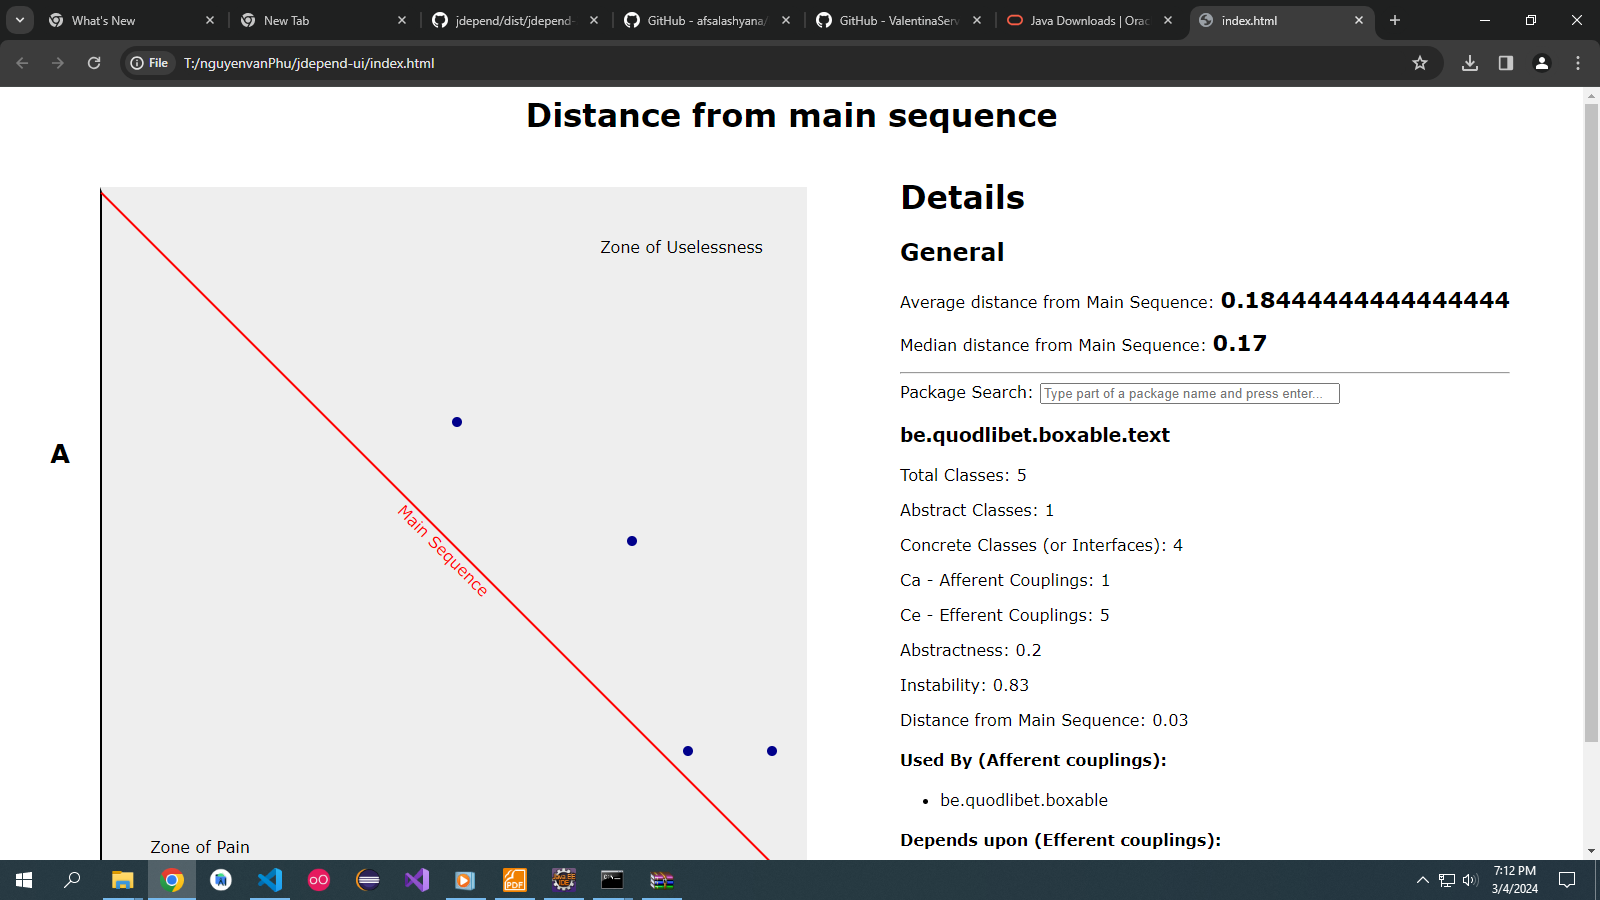 What's New
New Tab
jdepend/dist/jdepend-
GitHub - afsalashyana/
GitHub - ValentinaServ
Java Downloads | Orac
index.html
File
T:/nguyenvanPhu/jdepend-ui/index.html
Distance from main sequence
Zone of Uselessness
A
Main Sequence
Zone of Pain
Details
General
Average distance from Main Sequence: 0.18444444444444444
Median distance from Main Sequence: 0.17
Package Search: Type part of a package name and press enter...
be.quodlibet.boxable.text
Total Classes: 5
Abstract Classes: 1
Concrete Classes (or Interfaces): 4
Ca - Afferent Couplings: 1
Ce - Efferent Couplings: 5
Abstractness: 0.2
Instability: 0.83
Distance from Main Sequence: 0.03
Used By (Afferent couplings):
• be.quodlibet.boxable
Depends upon (Efferent couplings):
PDF
7:12 PM
3/4/2024